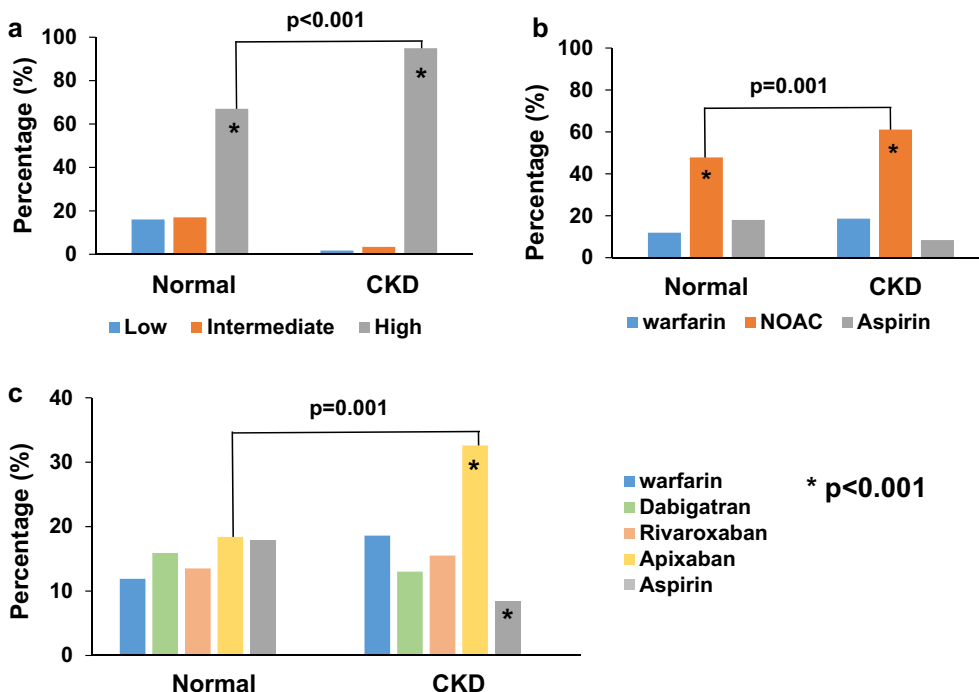 a
p<0.001
Percentage (%)
100
80
60
40
20
0
*
*
Normal CKD
Low Intermediate High
b
p=0.001
Percentage (%)
100
80
60
40
20
0
*
*
Normal CKD
warfarin NOAC Aspirin
c
p=0.001
Percentage (%)
40
30
20
10
0
*
*
Normal CKD
warfarin
Dabigatran
Rivaroxaban
Apixaban
Aspirin
* p<0.001